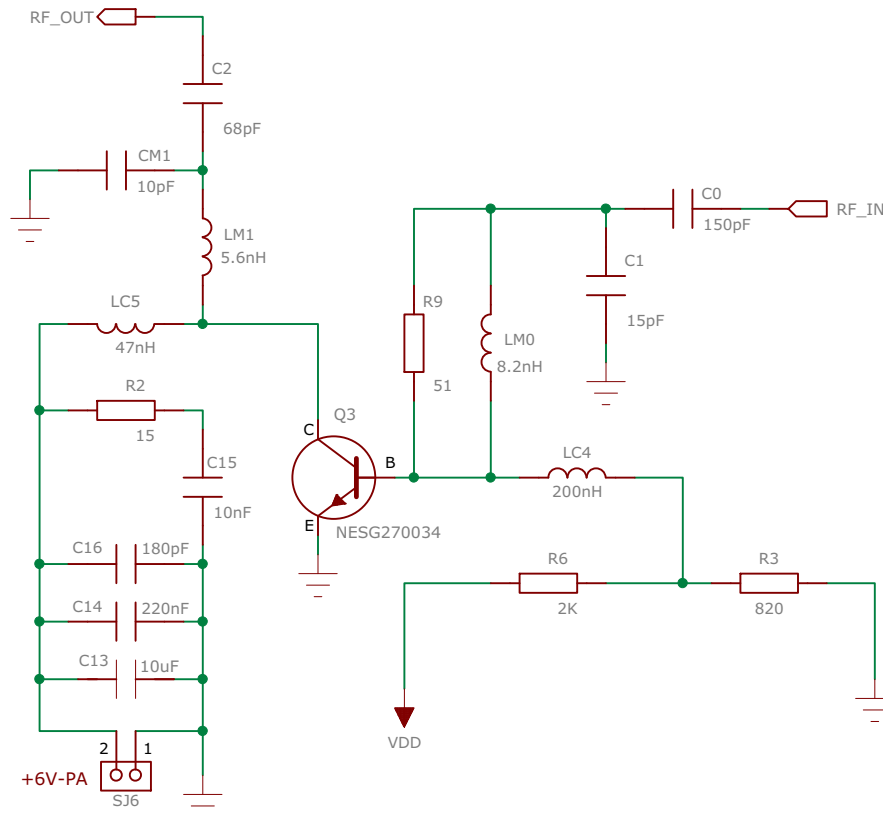 RF_OUT
C2
68pF
CM1
10pF
C0
150pF
RF_IN
LM1
5.6nH
C1
15pF
LC5
47nH
R9
51
LM0
8.2nH
R2
15
Q3
C
B
E
NESG270034
LC4
200nH
C15
10nF
C16
180pF
R6
2K
R3
820
C14
220nF
C13
10uF
VDD
2
1
+6V-PA
SJ6